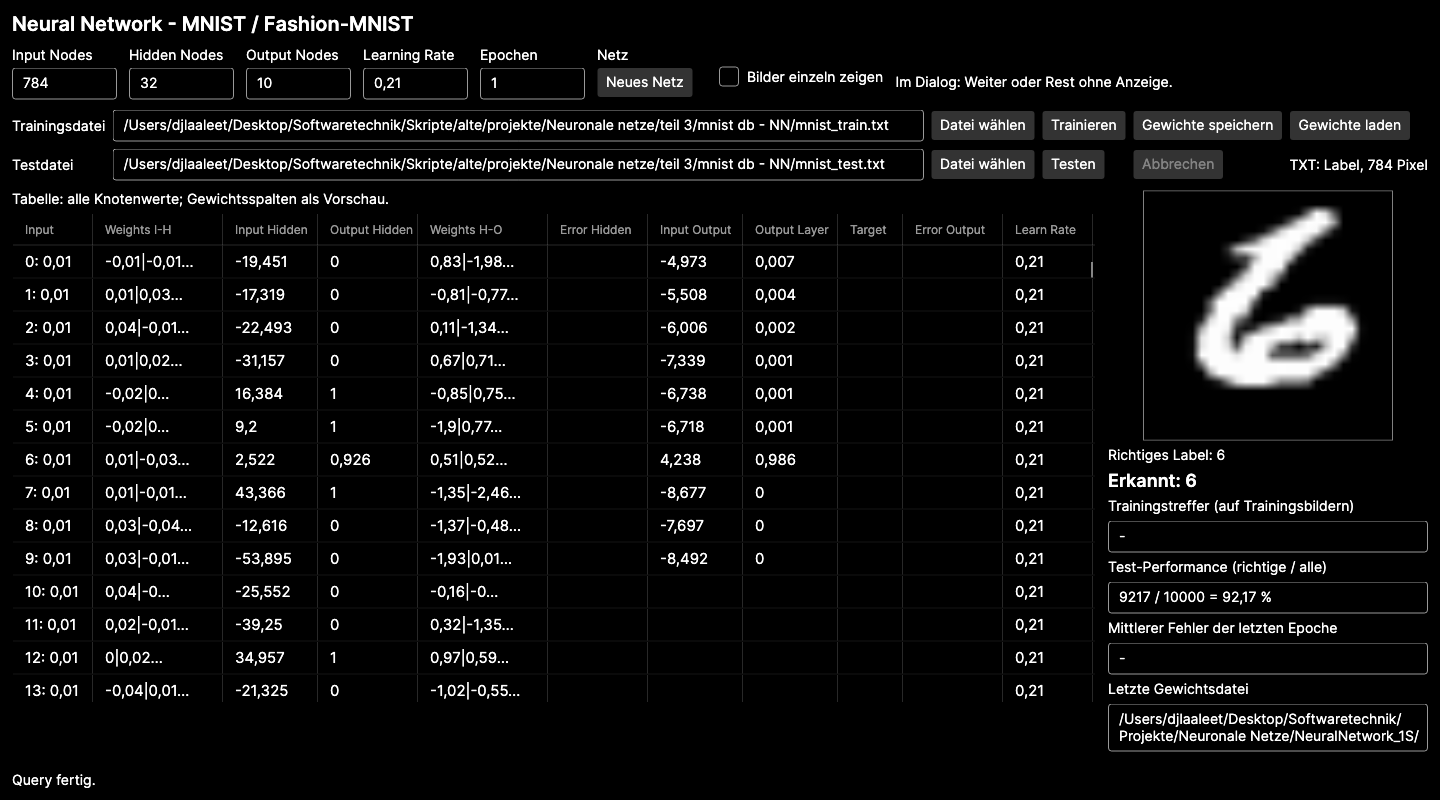 Neural Network - MNIST / Fashion-MNIST
Input Nodes Hidden Nodes Output Nodes Learning Rate Epochen Netz
784 32 10 0,21 1 Neues Netz Bilder einzeln zeigen Im Dialog: Weiter oder Rest ohne Anzeige.
Trainingsdatei /Users/djlaaleet/Desktop/Softwaretechnik/Skripte/alte/projekte/Neuronale netze/teil 3/mnist db - NN/mnist_train.txt Datei wählen Trainieren Gewichte speichern Gewichte laden
Testdatei /Users/djlaaleet/Desktop/Softwaretechnik/Skripte/alte/projekte/Neuronale netze/teil 3/mnist db - NN/mnist_test.txt Datei wählen Testen Abbrechen TXT: Label, 784 Pixel
Tabelle: alle Knotenwerte; Gewichtsspalten als Vorschau.
Input Weights I-H Input Hidden Output Hidden Weights H-O Error Hidden Input Output Output Layer Target Error Output Learn Rate
0: 0,01 -0,01|-0,01... -19,451 0 0,83|-1,98... -4,973 0,007 0,21
1: 0,01 0,01|0,03... -17,319 0 -0,81|-0,77... -5,508 0,004 0,21
2: 0,01 0,04|-0,01... -22,493 0 0,11|-1,34... -6,006 0,002 0,21
3: 0,01 0,01|0,02... -31,157 0 0,67|0,71... -7,339 0,001 0,21
4: 0,01 -0,02|0... 16,384 1 -0,85|0,75... -6,738 0,001 0,21
5: 0,01 -0,02|0... 9,2 1 -1,9|0,77... -6,718 0,001 0,21
6: 0,01 0,01|-0,03... 2,522 0,926 0,51|0,52... 4,238 0,986 0,21
7: 0,01 0,01|-0,01... 43,366 1 -1,35|-2,46... -8,677 0 0,21
8: 0,01 0,03|-0,04... -12,616 0 -1,37|-0,48... -7,697 0 0,21
9: 0,01 0,03|-0,01... -53,895 0 -1,93|0,01... -8,492 0 0,21
10: 0,01 0,04|-0... -25,552 0 -0,16|-0... 0,21
11: 0,01 0,02|-0,01... -39,25 0 0,32|-1,35... 0,21
12: 0,01 0|0,02... 34,957 1 0,97|0,59... 0,21
13: 0,01 -0,04|0,01... -21,325 0 -1,02|-0,55... 0,21
6
Richtiges Label: 6
Erkannt: 6
Trainingstreffer (auf Trainingsbildern)
-
Test-Performance (richtige / alle)
9217 / 10000 = 92,17 %
Mittlerer Fehler der letzten Epoche
-
Letzte Gewichtsdatei
/Users/djlaaleet/Desktop/Softwaretechnik/
Projekte/Neuronale Netze/NeuralNetwork_1S/
Query fertig.